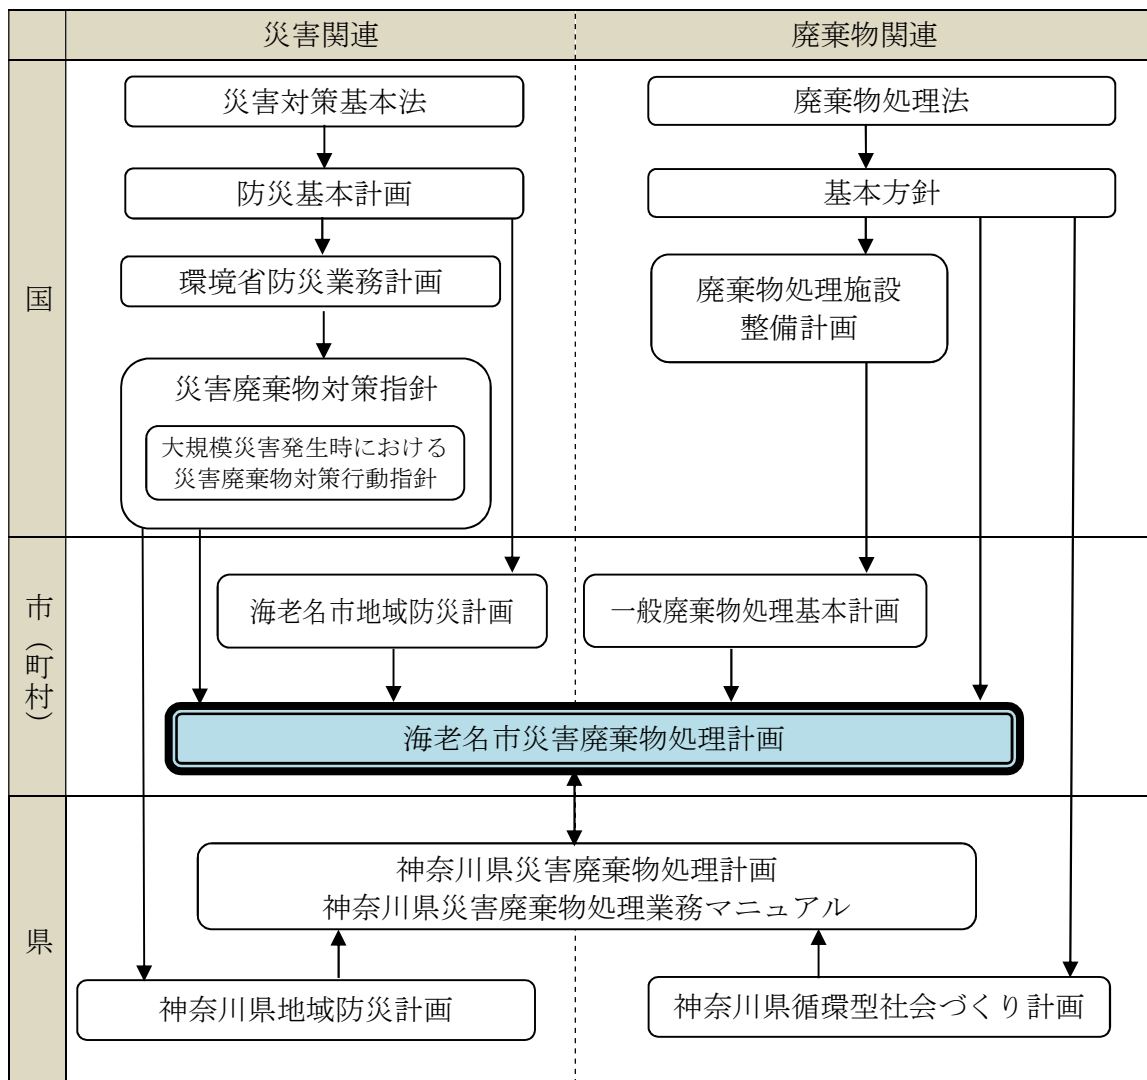 災害関連
廃棄物関連
国
災害対策基本法
廃棄物処理法
防災基本計画
基本方針
環境省防災業務計画
廃棄物処理施設
整備計画
災害廃棄物対策指針
大規模災害発生時における
災害廃棄物対策行動指針
市（町村）
海老名市地域防災計画
一般廃棄物処理基本計画
海老名市災害廃棄物処理計画
県
神奈川県災害廃棄物処理計画
神奈川県災害廃棄物処理業務マニュアル
神奈川県地域防災計画
神奈川県循環型社会づくり計画